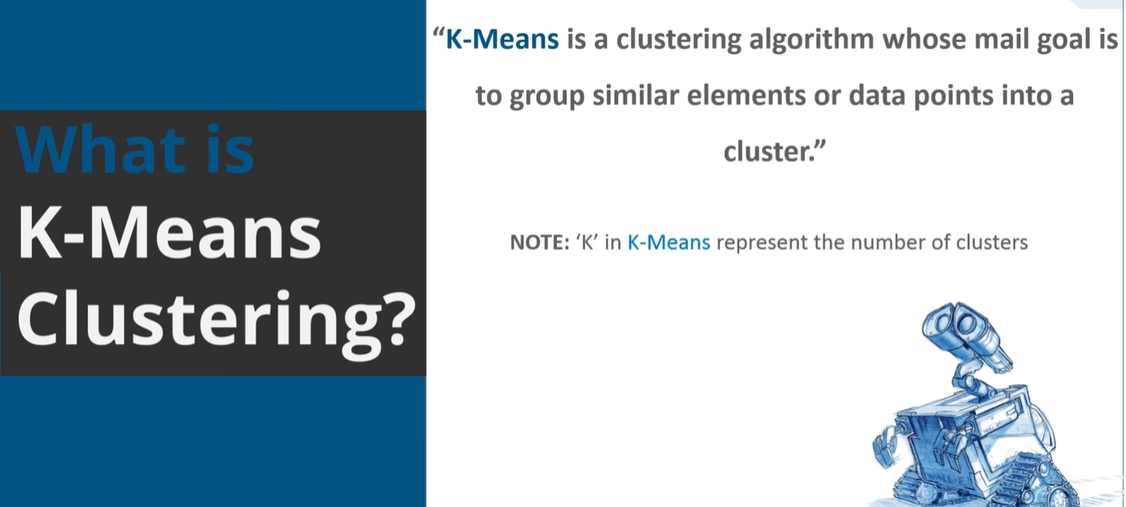 What is
K-Means
Clustering?
“K-Means is a clustering algorithm whose mail goal is
to group similar elements or data points into a
cluster.”
NOTE: ‘K’ in K-Means represent the number of clusters